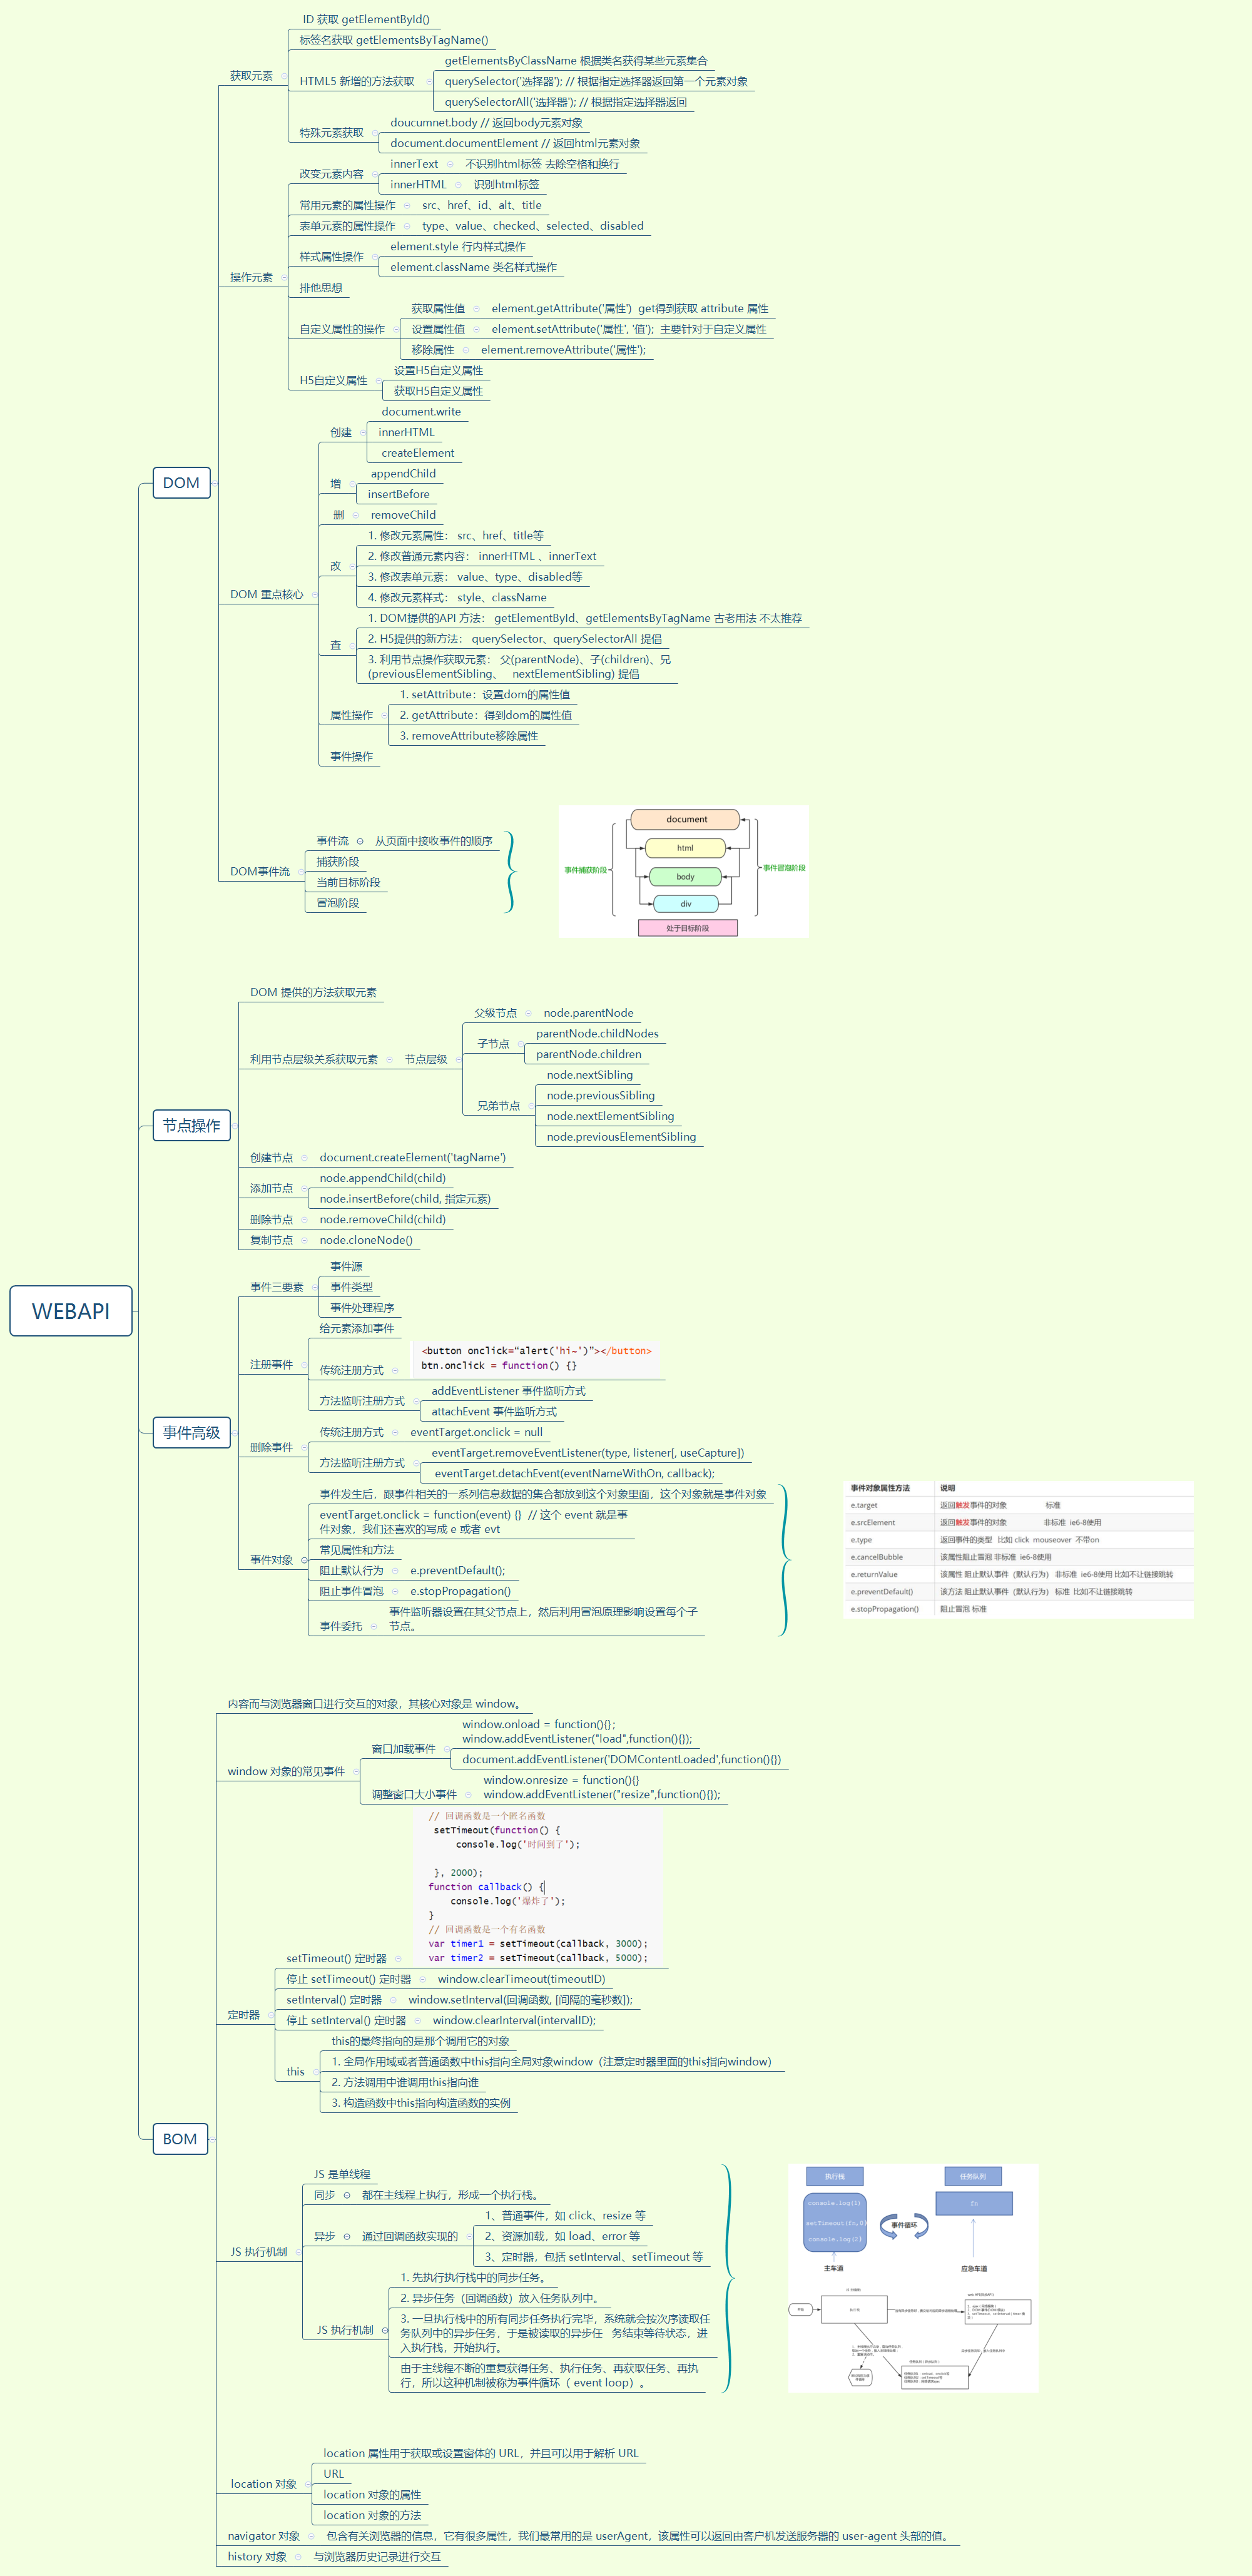 WEBAPI
DOM
获取元素
ID 获取 getElementById()
标签名获取 getElementsByTagName()
HTML5 新增的方法获取
getElementsByClassName 根据类名获得某些元素集合
querySelector('选择器'); // 根据指定选择器返回第一个元素对象
querySelectorAll('选择器'); // 根据指定选择器返回
特殊元素获取
doucumnet.body // 返回body元素对象
document.documentElement // 返回html元素对象
操作元素
改变元素内容
innerText 不识别html标签 去除空格和换行
innerHTML 识别html标签
常用元素的属性操作 src、href、id、alt、title
表单元素的属性操作 type、value、checked、selected、disabled
样式属性操作
element.style 行内样式操作
element.className 类名样式操作
排他思想
自定义属性的操作
获取属性值 element.getAttribute('属性') get得到获取 attribute 属性
设置属性值 element.setAttribute('属性', '值'); 主要针对于自定义属性
移除属性 element.removeAttribute('属性');
H5自定义属性
设置H5自定义属性
获取H5自定义属性
DOM 重点核心
创建
document.write
innerHTML
createElement
增
appendChild
insertBefore
删 removeChild
改
1. 修改元素属性： src、href、title等
2. 修改普通元素内容： innerHTML 、innerText
3. 修改表单元素： value、type、disabled等
4. 修改元素样式： style、className
查
1. DOM提供的API 方法： getElementById、getElementsByTagName 古老用法 不太推荐
2. H5提供的新方法： querySelector、querySelectorAll 提倡
3. 利用节点操作获取元素： 父(parentNode)、子(children)、兄
(previousElementSibling、 nextElementSibling) 提倡
属性操作
1. setAttribute：设置dom的属性值
2. getAttribute：得到dom的属性值
3. removeAttribute移除属性
事件操作
DOM事件流
事件流 从页面中接收事件的顺序
捕获阶段
当前目标阶段
冒泡阶段
document
html
body
div
事件捕获阶段
事件冒泡阶段
处于目标阶段
节点操作
DOM 提供的方法获取元素
利用节点层级关系获取元素 节点层级
父级节点 node.parentNode
子节点
parentNode.childNodes
parentNode.children
兄弟节点
node.nextSibling
node.previousSibling
node.nextElementSibling
node.previousElementSibling
创建节点 document.createElement('tagName')
添加节点
node.appendChild(child)
node.insertBefore(child, 指定元素)
删除节点 node.removeChild(child)
复制节点 node.cloneNode()
事件高级
事件三要素
事件源
事件类型
事件处理程序
注册事件
给元素添加事件
传统注册方式
<button onclick=“alert('hi~')”></button>
btn.onclick = function() {}
方法监听注册方式
addEventListener 事件监听方式
attachEvent 事件监听方式
删除事件
传统注册方式 eventTarget.onclick = null
方法监听注册方式
eventTarget.removeEventListener(type, listener[, useCapture])
eventTarget.detachEvent(eventNameWithOn, callback);
事件对象
事件发生后，跟事件相关的一系列信息数据的集合都放到这个对象里面，这个对象就是事件对象
eventTarget.onclick = function(event) {} // 这个 event 就是事
件对象，我们还喜欢的写成 e 或者 evt
常见属性和方法
阻止默认行为 e.preventDefault();
阻止事件冒泡 e.stopPropagation()
事件委托
事件监听器设置在其父节点上，然后利用冒泡原理影响设置每个子
节点。
事件对象属性方法 说明
e.target 返回触发事件的对象 标准
e.srcElement 返回触发事件的对象 非标准 ie6-8使用
e.type 返回事件的类型 比如 click mouseover 不带on
e.cancelBubble 该属性阻止冒泡 非标准 ie6-8使用
e.returnValue 该属性 阻止默认事件（默认行为） 非标准 ie6-8使用 比如不让链接跳转
e.preventDefault() 该方法 阻止默认事件（默认行为） 标准 比如不让链接跳转
e.stopPropagation() 阻止冒泡 标准
BOM
内容而与浏览器窗口进行交互的对象，其核心对象是 window。
window 对象的常见事件
窗口加载事件
window.onload = function(){};
window.addEventListener("load",function(){});
document.addEventListener('DOMContentLoaded',function(){})
调整窗口大小事件
window.onresize = function(){}
window.addEventListener("resize",function(){});
定时器
setTimeout() 定时器
// 回调函数是一个匿名函数
setTimeout(function() {
console.log('时间到了');
}, 2000);
function callback() {
console.log('爆炸了');
}
// 回调函数是一个有名函数
var timer1 = setTimeout(callback, 3000);
var timer2 = setTimeout(callback, 5000);
停止 setTimeout() 定时器 window.clearTimeout(timeoutID)
setInterval() 定时器 window.setInterval(回调函数, [间隔的毫秒数]);
停止 setInterval() 定时器 window.clearInterval(intervalID);
this
this的最终指向的是那个调用它的对象
1. 全局作用域或者普通函数中this指向全局对象window（注意定时器里面的this指向window）
2. 方法调用中谁调用this指向谁
3. 构造函数中this指向构造函数的实例
JS 执行机制
JS 是单线程
同步 都在主线程上执行，形成一个执行栈。
异步 通过回调函数实现的
1、普通事件，如 click、resize 等
2、资源加载，如 load、error 等
3、定时器，包括 setInterval、setTimeout 等
JS 执行机制
1. 先执行执行栈中的同步任务。
2. 异步任务（回调函数）放入任务队列中。
3. 一旦执行栈中的所有同步任务执行完毕，系统就会按次序读取任
务队列中的异步任务，于是被读取的异步任 务结束等待状态，进
入执行栈，开始执行。
由于主线程不断的重复获得任务、执行任务、再获取任务、再执
行，所以这种机制被称为事件循环（ event loop）。
执行栈
任务队列
console.log(1)
setTimeout(fn,0)
console.log(2)
fn
事件循环
主车道
应急车道
location 对象
location 属性用于获取或设置窗体的 URL，并且可以用于解析 URL
URL
location 对象的属性
location 对象的方法
navigator 对象 包含有关浏览器的信息，它有很多属性，我们最常用的是 userAgent，该属性可以返回由客户机发送服务器的 user-agent 头部的值。
history 对象 与浏览器历史记录进行交互